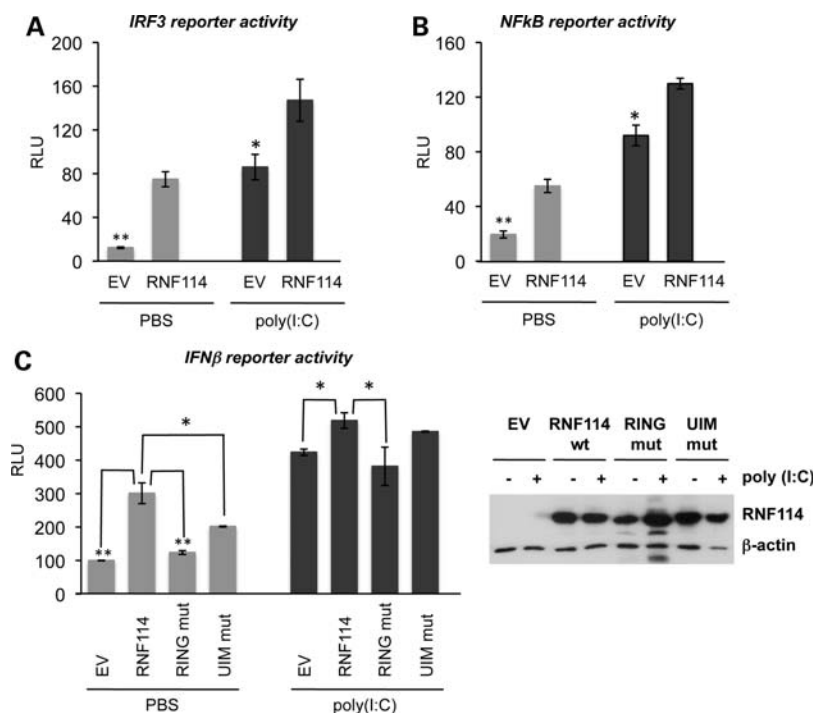 A
IRF3 reporter activity
200
160
120
80
40
0
RLU
**
*
EV RNF114 EV RNF114
PBS poly(I:C)
B
NFkB reporter activity
160
120
80
40
0
RLU
**
*
EV RNF114 EV RNF114
PBS poly(I:C)
C
IFNβ reporter activity
600
500
400
300
200
100
0
RLU
*
* *
** **
EV RNF114 RING mut UIM mut EV RNF114 RING mut UIM mut
PBS poly(I:C)
EV RNF114 RING UIM
wt mut mut
- + - + - + - + poly (I:C)
RNF114
β-actin